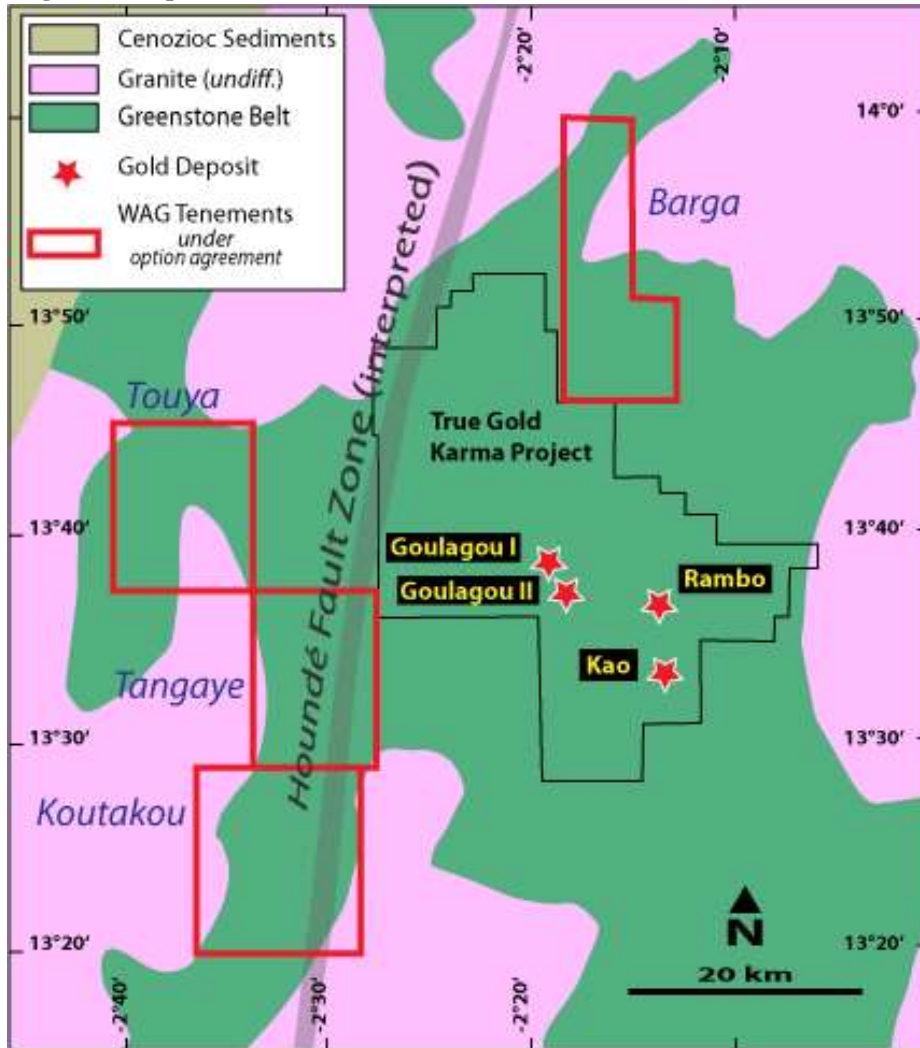 Cenozioc Sediments
Granite (undiff.)
Greenstone Belt
Gold Deposit
WAG Tenements
under
option agreement
-2°20'
-2°10'
14°0'
Barga
13°50'
13°50'
Houndé Fault Zone (interpreted)
Touya
True Gold
Karma Project
13°40'
13°40'
Goulagou I
Goulagou II
Rambo
Kao
Tangaye
13°30'
13°30'
Koutakou
N
13°20'
13°20'
20 km
-2°40'
-2°30'
-2°20'
-2°10'